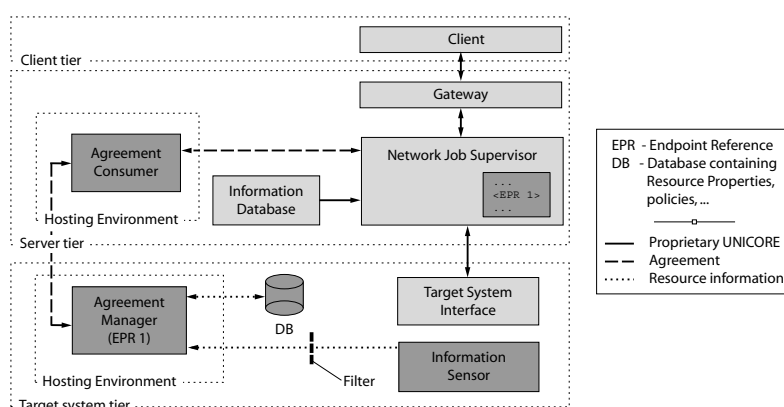 Client
Client tier
Gateway
Agreement
Consumer
Network Job Supervisor
...
<EPR 1>
...
Information
Database
Hosting Environment
Server tier
Agreement
Manager
(EPR 1)
DB
Target System
Interface
Information
Sensor
Filter
Hosting Environment
Target system tier
EPR - Endpoint Reference
DB - Database containing
Resource Properties,
policies, ...
Proprietary UNICORE
Agreement
Resource information